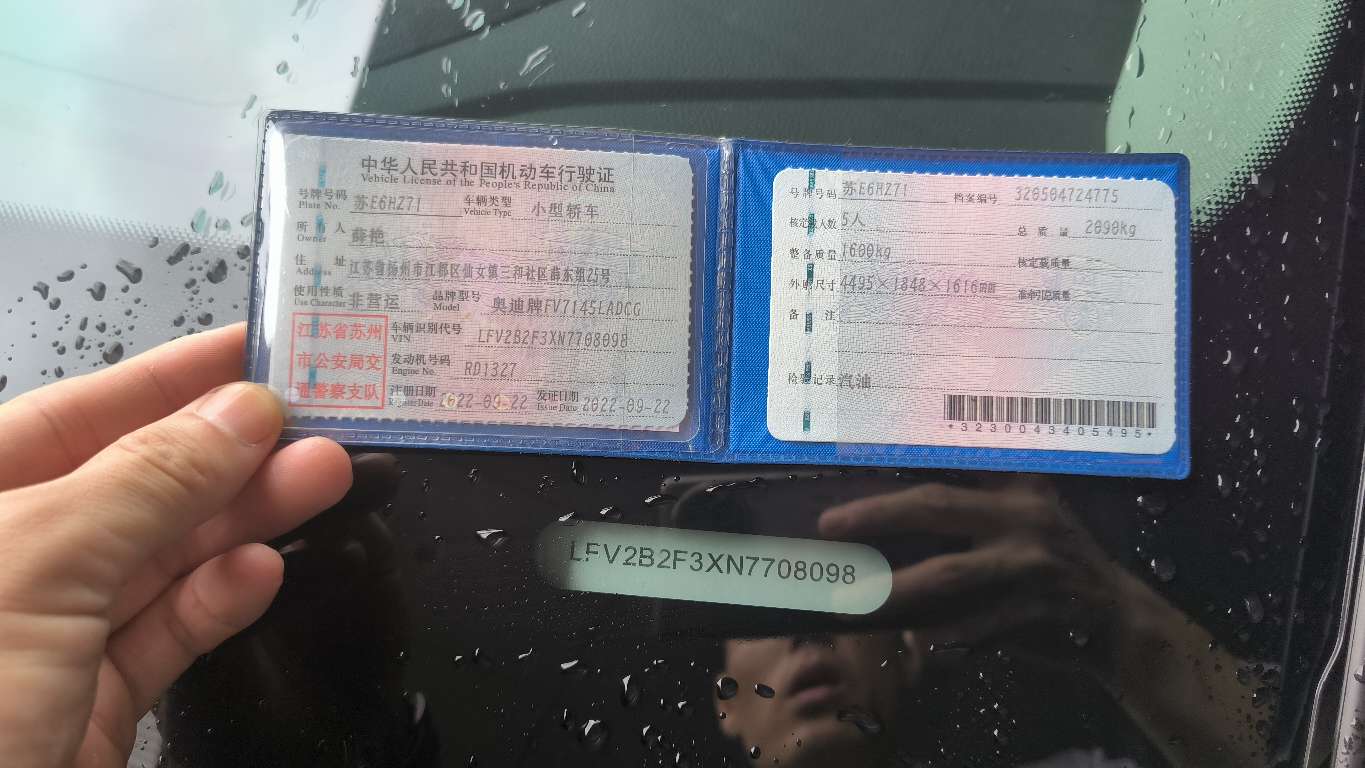 中华人民共和国机动车行驶证
Vehicle License of the People's Republic of China
号牌号码 苏E6HZ71 车辆类型 小型轿车
Plate No. Vehicle Type
所有人 薛艳
Owner
住址 江苏省扬州市江都区仙女镇三和社区薛东组25号
Address
使用性质 非营运 品牌型号 奥迪牌FV7145LADCG
Use Character Model
江苏省苏州
市公安局交
通警察支队
车辆识别代号 LFV2B2F3XN7708098
VIN
发动机号码 RD1327
Engine No.
注册日期 2022-09-22 发证日期 2022-09-22
Register Date Issue Date
号牌号码 苏E6HZ71 档案编号 320504724775
核定载人数 5人 总质量 2090kg
整备质量 1600kg 核定载质量
外廓尺寸 4495×1848×1616mm 准牵引总质量
备注
检验记录 汽油
*3230043405495*
LFV2B2F3XN7708098